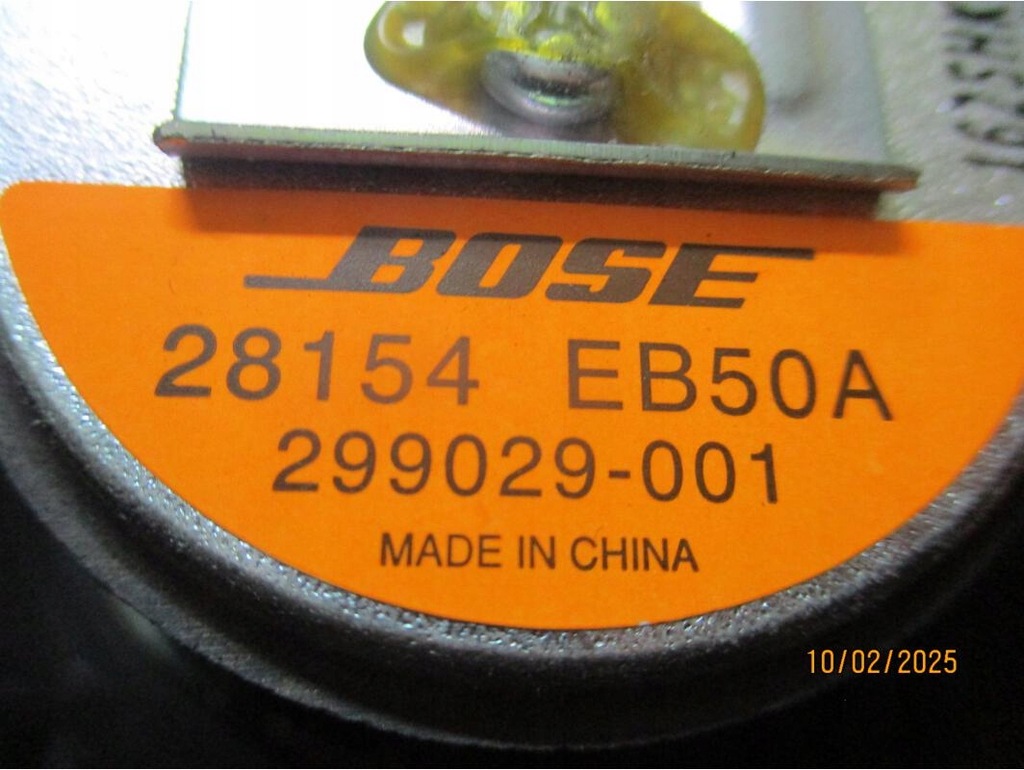 BOSE
28154 EB50A
299029-001
MADE IN CHINA
10/02/2025